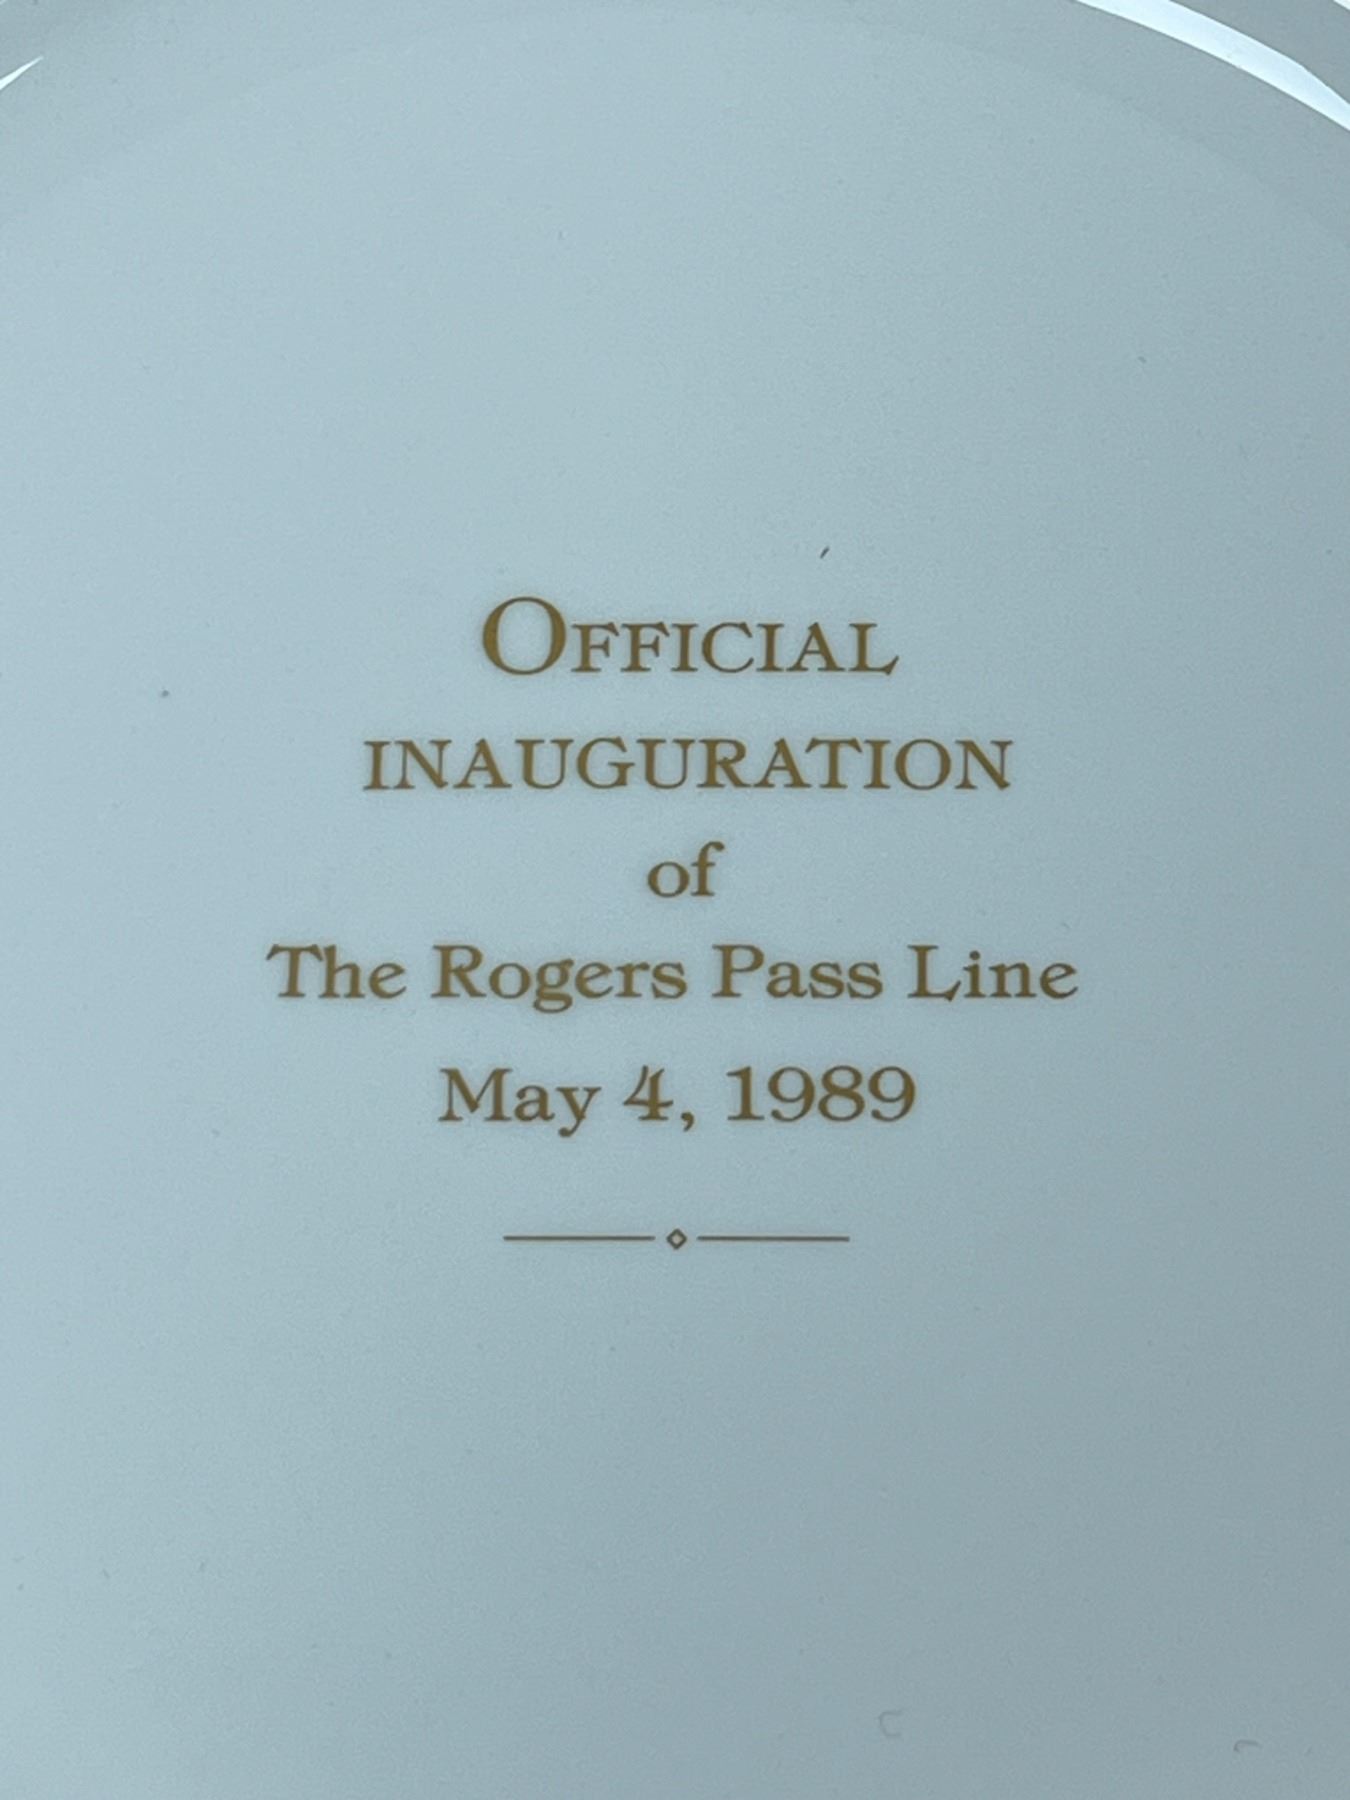 OFFICIAL
INAUGURATION
of
The Rogers Pass Line
May 4, 1989